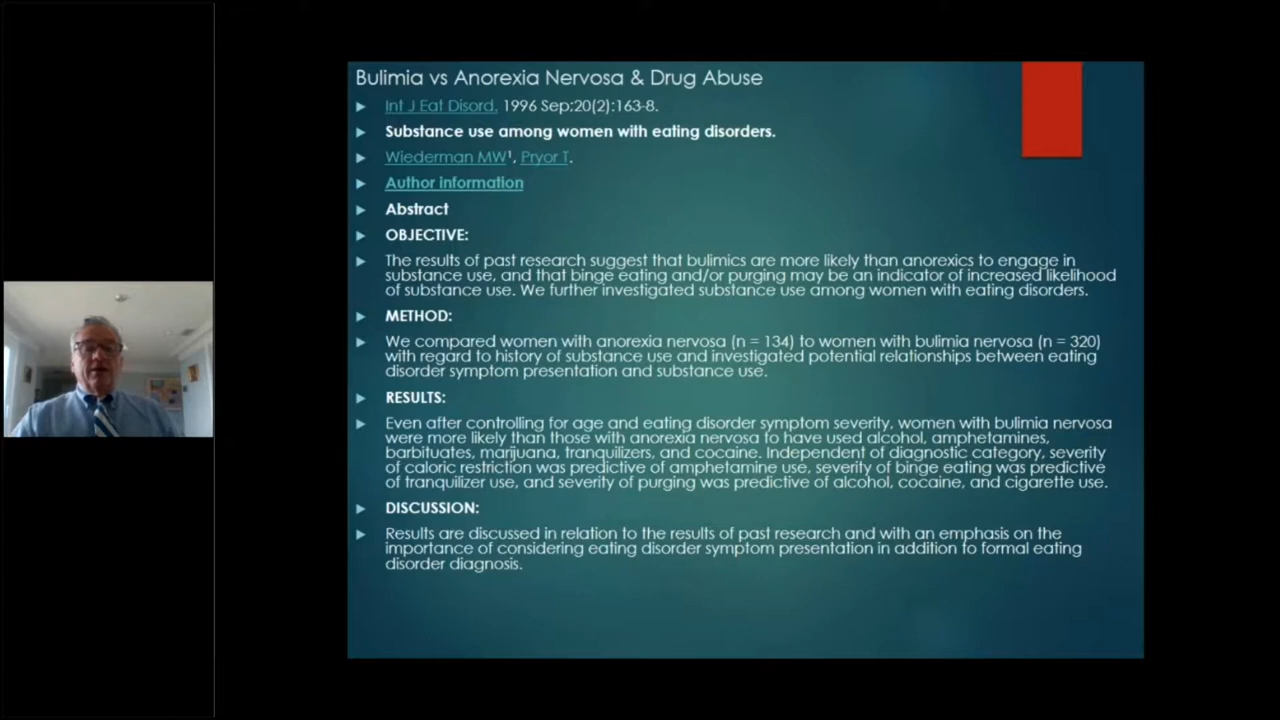 Bulimia vs Anorexia Nervosa & Drug Abuse
Int J Eat Disord. 1996 Sep;20(2):163-8.
Substance use among women with eating disorders.
Wiederman MW¹, Pryor T.
Author information
Abstract
OBJECTIVE:
The results of past research suggest that bulimics are more likely than anorexics to engage in
substance use, and that binge eating and/or purging may be an indicator of increased likelihood
of substance use. We further investigated substance use among women with eating disorders.
METHOD:
We compared women with anorexia nervosa (n = 134) to women with bulimia nervosa (n = 320)
with regard to history of substance use and investigated potential relationships between eating
disorder symptom presentation and substance use.
RESULTS:
Even after controlling for age and eating disorder symptom severity, women with bulimia nervosa
were more likely than those with anorexia nervosa to have used alcohol, amphetamines,
barbituates, marijuana, tranquilizers, and cocaine. Independent of diagnostic category, severity
of caloric restriction was predictive of amphetamine use, severity of binge eating was predictive
of tranquilizer use, and severity of purging was predictive of alcohol, cocaine, and cigarette use.
DISCUSSION:
Results are discussed in relation to the results of past research and with an emphasis on the
importance of considering eating disorder symptom presentation in addition to formal eating
disorder diagnosis.